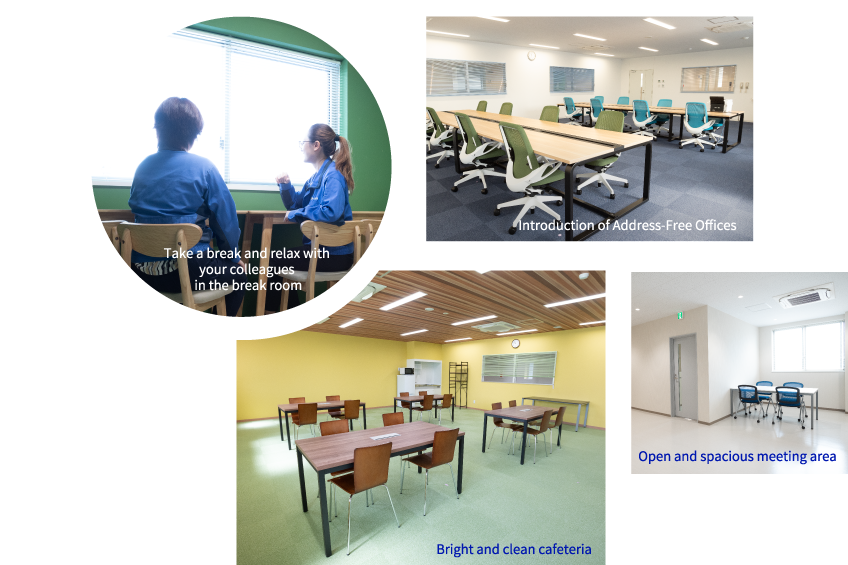 Introduction of Address-Free Offices
Take a break and relax with
your colleagues
in the break room
Open and spacious meeting area
Bright and clean cafeteria